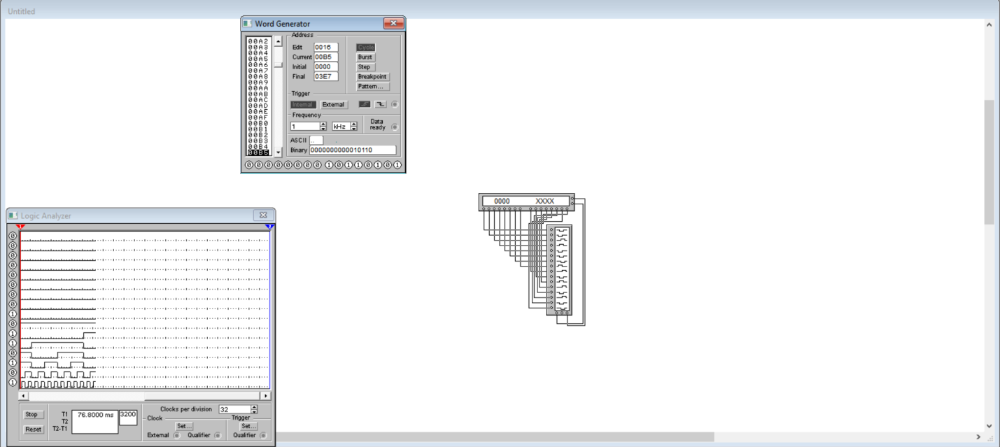 Untitled
Word Generator
00A2
00A3
00A4
00A5
00A6
00A7
00A8
00A9
00AA
00AB
00AC
00AD
00AE
00AF
00B0
00B1
00B2
00B3
00B4
00B5
Address
Edit 0016
Current 00B5
Initial 0000
Final 03E7
Cycle
Burst
Step
Breakpoint
Pattern...
Trigger
Internal External
Frequency
1 kHz
Data ready
ASCII ..
Binary 0000000000010110
0 0 0 0 0 0 0 0 1 0 1 1 0 1 0 1
0000 XXXX
Logic Analyzer
1 2
0
0
0
0
0
0
0
0
1
0
1
1
0
1
0
1
Stop
Reset
T1 76.8000 ms 3200
T2
T2-T1
Clocks per division 32
Clock
Set...
External Qualifier
Trigger
Set...
Qualifier